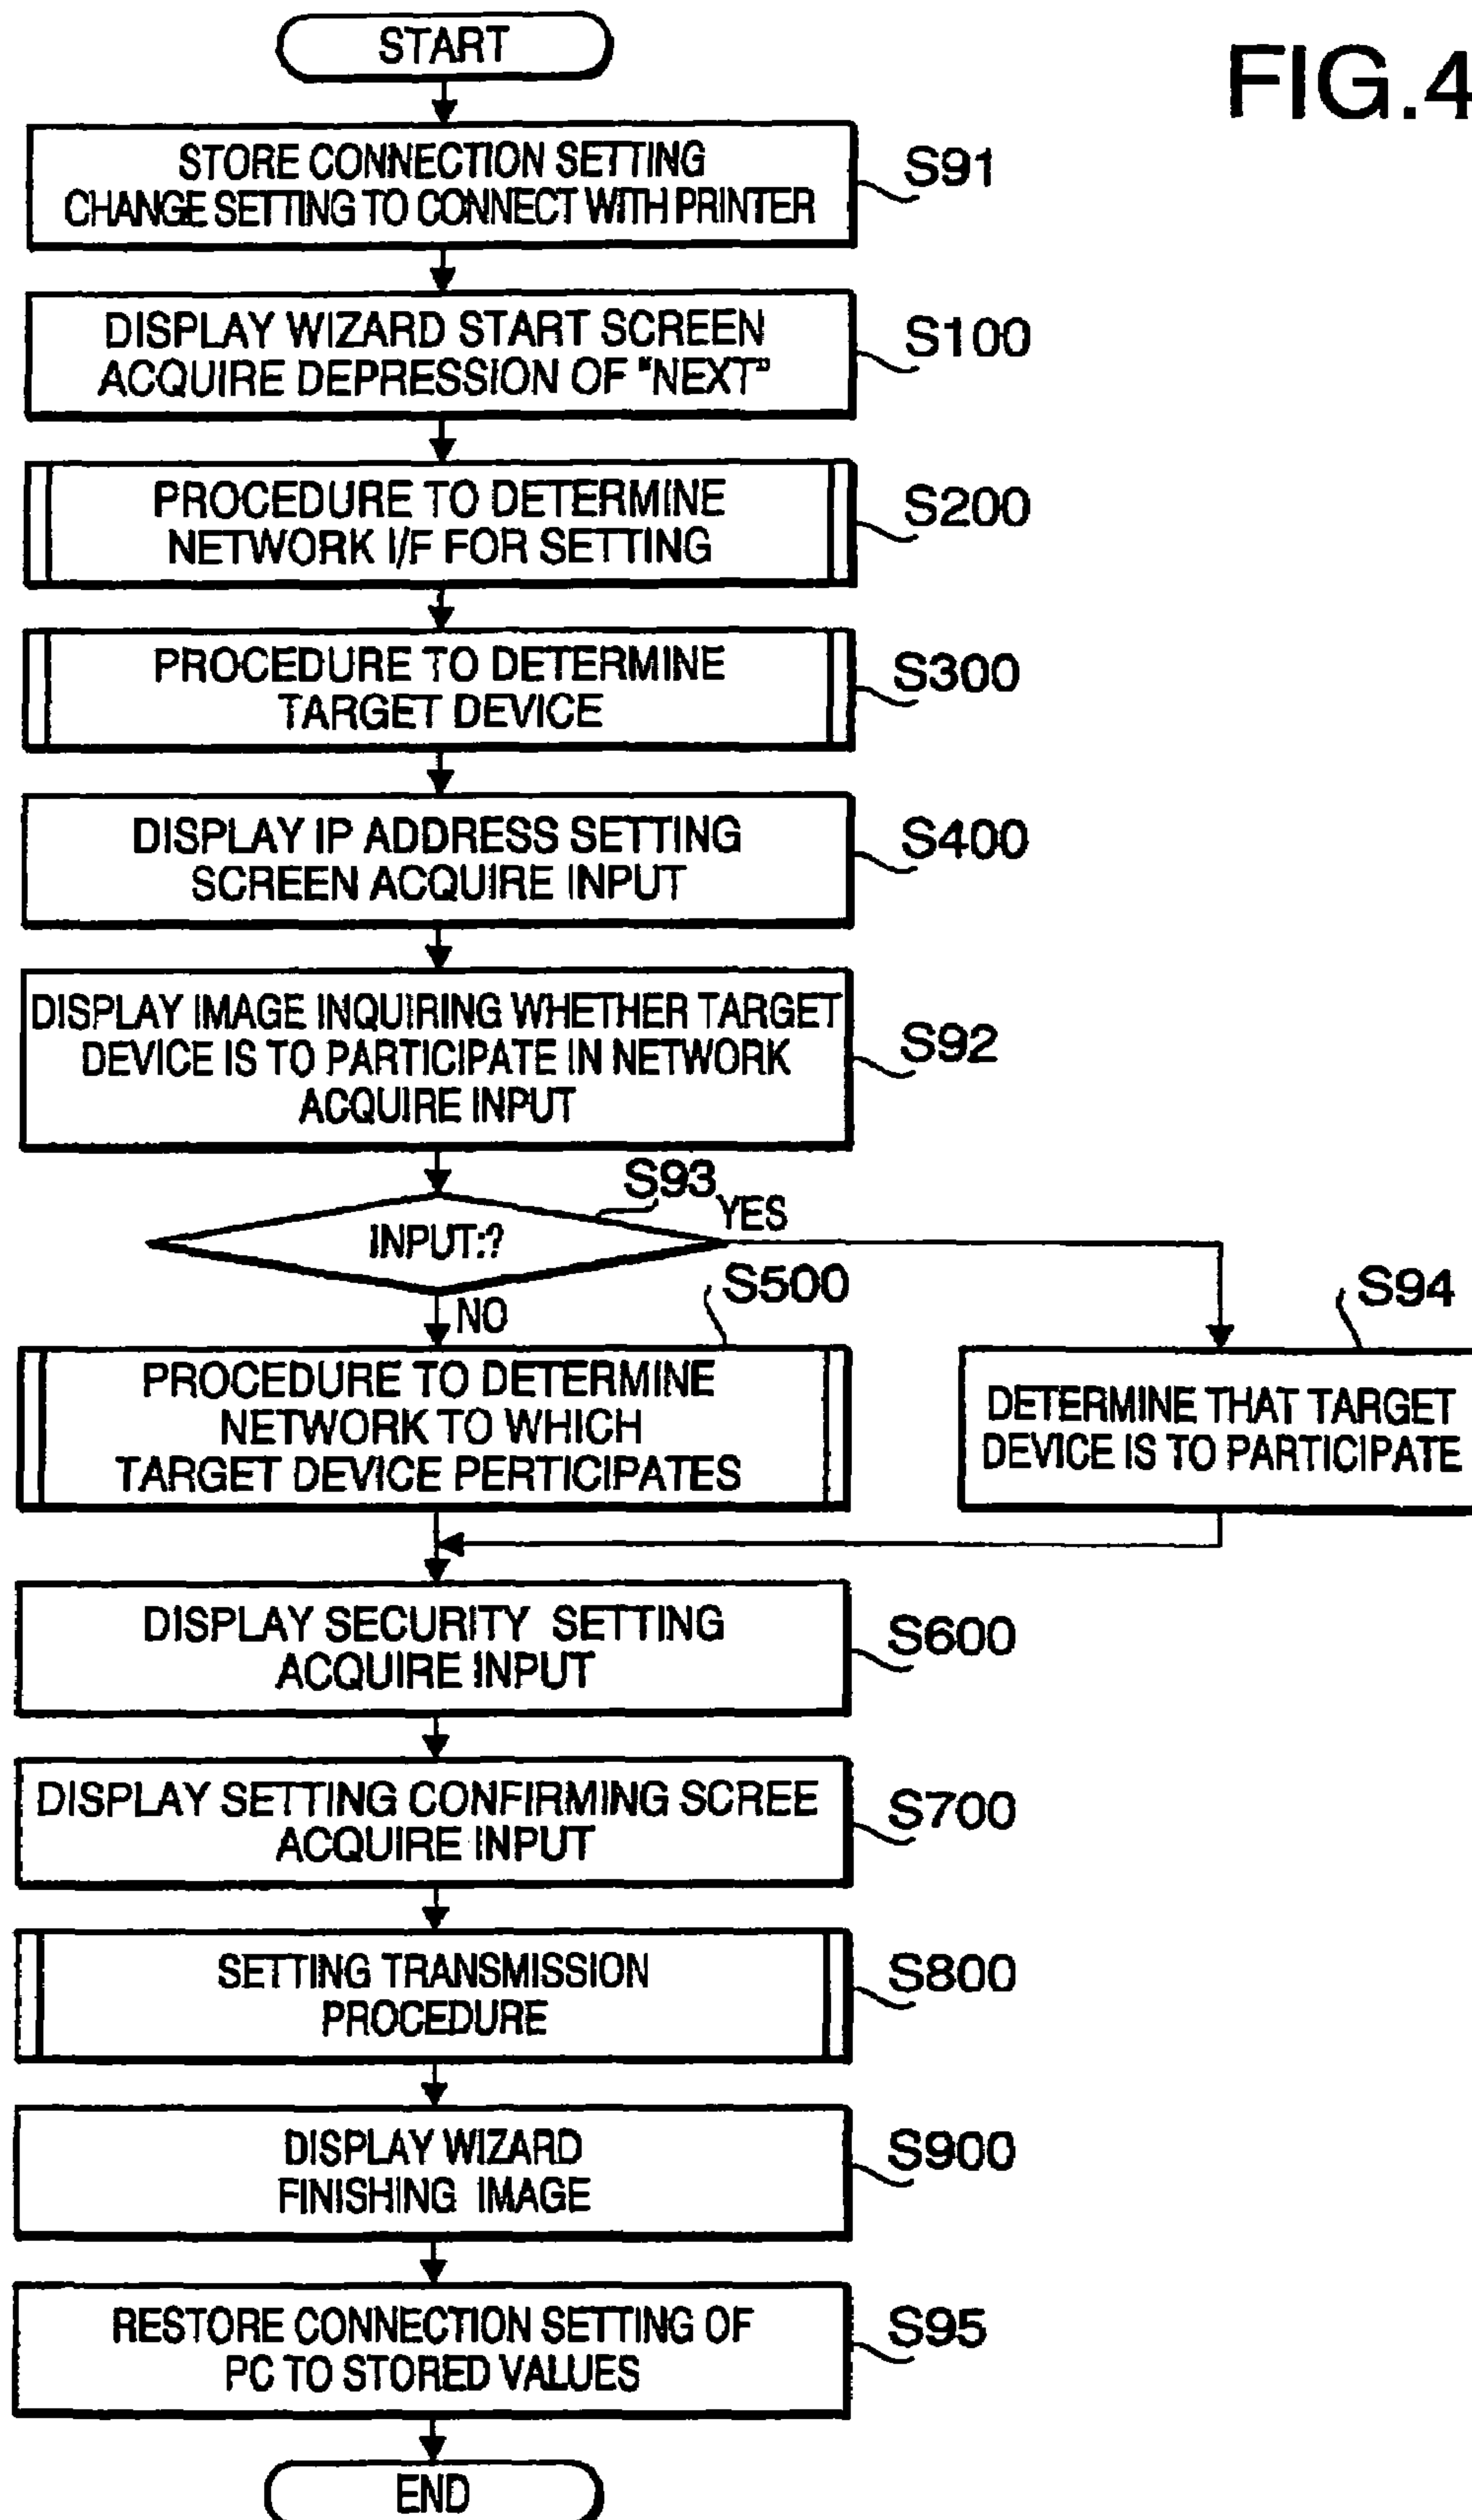 START
FIG.4
STORE CONNECTION SETTING
CHANGE SETTING TO CONNECT WITH PRINTER
S91
DISPLAY WIZARD START SCREEN
ACQUIRE DEPRESSION OF "NEXT"
S100
PROCEDURE TO DETERMINE
NETWORK I/F FOR SETTING
S200
PROCEDURE TO DETERMINE
TARGET DEVICE
S300
DISPLAY IP ADDRESS SETTING
SCREEN ACQUIRE INPUT
S400
DISPLAY IMAGE INQUIRING WHETHER TARGET
DEVICE IS TO PARTICIPATE IN NETWORK
ACQUIRE INPUT
S92
S93
INPUT:?
YES
NO
S500
S94
PROCEDURE TO DETERMINE
NETWORK TO WHICH
TARGET DEVICE PERTICIPATES
DETERMINE THAT TARGET
DEVICE IS TO PARTICIPATE
DISPLAY SECURITY SETTING
ACQUIRE INPUT
S600
DISPLAY SETTING CONFIRMING SCREE
ACQUIRE INPUT
S700
SETTING TRANSMISSION
PROCEDURE
S800
DISPLAY WIZARD
FINISHING IMAGE
S900
RESTORE CONNECTION SETTING OF
PC TO STORED VALUES
S95
END